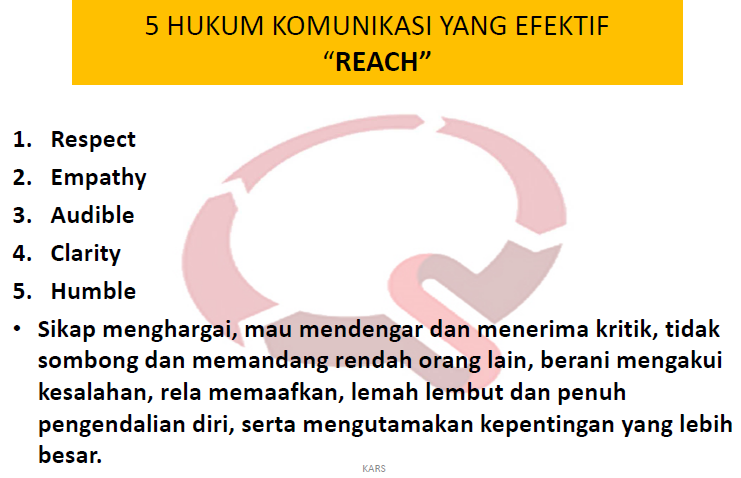 5 HUKUM KOMUNIKASI YANG EFEKTIF
“REACH”
1. Respect
2. Empathy
3. Audible
4. Clarity
5. Humble
• Sikap menghargai, mau mendengar dan menerima kritik, tidak
sombong dan memandang rendah orang lain, berani mengakui
kesalahan, rela memaafkan, lemah lembut dan penuh
pengendalian diri, serta mengutamakan kepentingan yang lebih
besar.
KARS